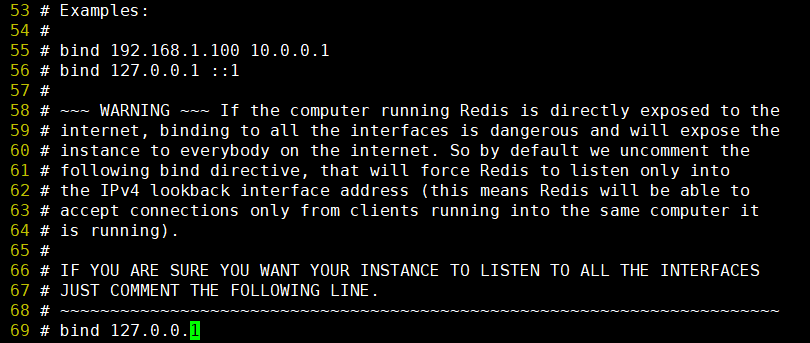 53 # Examples:
54 #
55 # bind 192.168.1.100 10.0.0.1
56 # bind 127.0.0.1 ::1
57 #
58 # ~~~ WARNING ~~~ If the computer running Redis is directly exposed to the
59 # internet, binding to all the interfaces is dangerous and will expose the
60 # instance to everybody on the internet. So by default we uncomment the
61 # following bind directive, that will force Redis to listen only into
62 # the IPv4 lookback interface address (this means Redis will be able to
63 # accept connections only from clients running into the same computer it
64 # is running).
65 #
66 # IF YOU ARE SURE YOU WANT YOUR INSTANCE TO LISTEN TO ALL THE INTERFACES
67 # JUST COMMENT THE FOLLOWING LINE.
68 # ~~~~~~~~~~~~~~~~~~~~~~~~~~~~~~~~~~~~~~~~~~~~~~~~~~~~~~~~~~~~~~~~~~~~~~~~
69 # bind 127.0.0.1